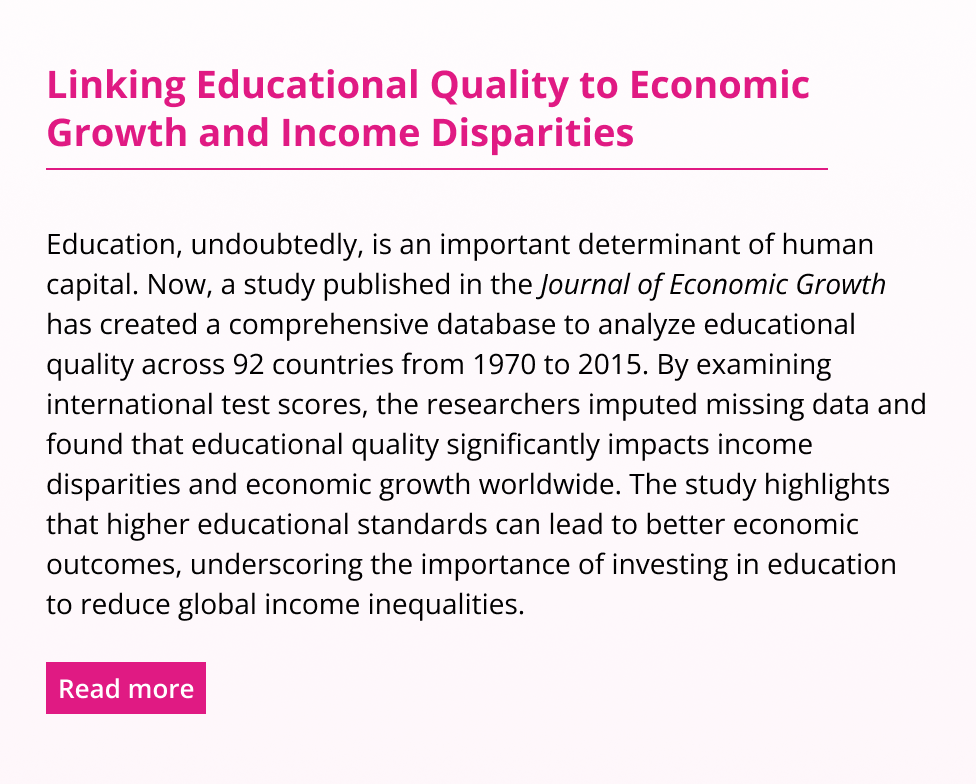 Linking Educational Quality to Economic
Growth and Income Disparities
Education, undoubtedly, is an important determinant of human
capital. Now, a study published in the Journal of Economic Growth
has created a comprehensive database to analyze educational
quality across 92 countries from 1970 to 2015. By examining
international test scores, the researchers imputed missing data and
found that educational quality significantly impacts income
disparities and economic growth worldwide. The study highlights
that higher educational standards can lead to better economic
outcomes, underscoring the importance of investing in education
to reduce global income inequalities.
Read more